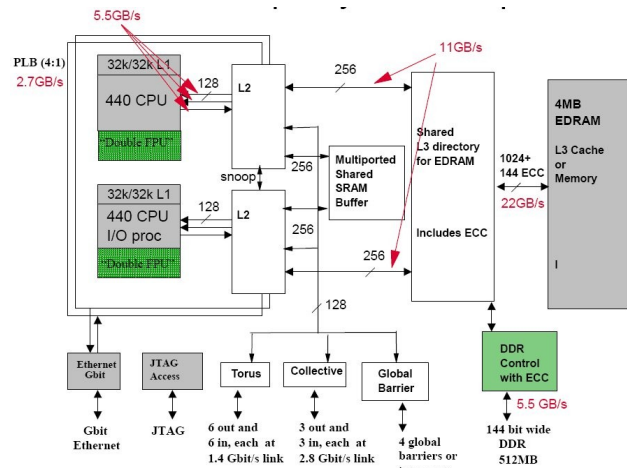 5.5GB/s
11GB/s
PLB (4:1)
2.7GB/s
32k/32k L1
440 CPU
"Double FPU"
128
L2
256
snoop
256
Multiported
Shared
SRAM
Buffer
Shared
L3 directory
for EDRAM
Includes ECC
1024+
144 ECC
22GB/s
4MB
EDRAM
L3 Cache
or
Memory
l
32k/32k L1
440 CPU
I/O proc
"Double FPU"
128
L2
256
256
128
Ethernet
Gbit
JTAG
Access
Torus
Collective
Global
Barrier
DDR
Control
with ECC
5.5 GB/s
Gbit
Ethernet
JTAG
6 out and
6 in, each at
1.4 Gbit/s link
3 out and
3 in, each at
2.8 Gbit/s link
4 global
barriers or
144 bit wide
DDR
512MB